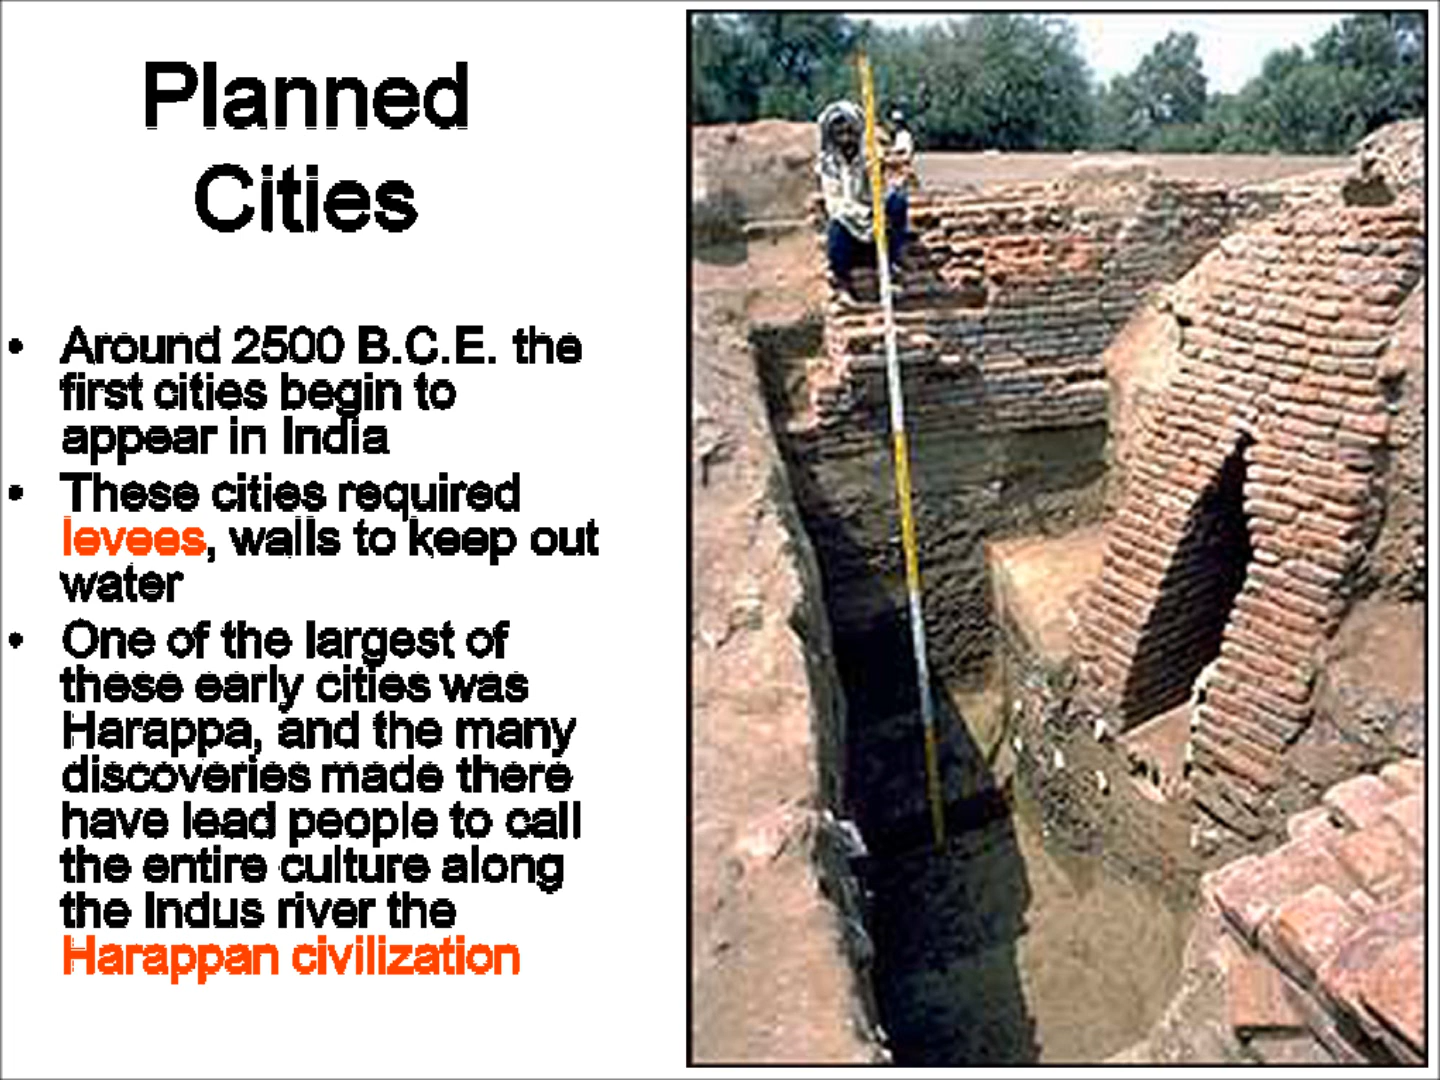 Planned
Cities
• Around 2500 B.C.E. the
first cities begin to
appear in India
• These cities required
levees, walls to keep out
water
• One of the largest of
these early cities was
Harappa, and the many
discoveries made there
have lead people to call
the entire culture along
the Indus river the
Harappan civilization